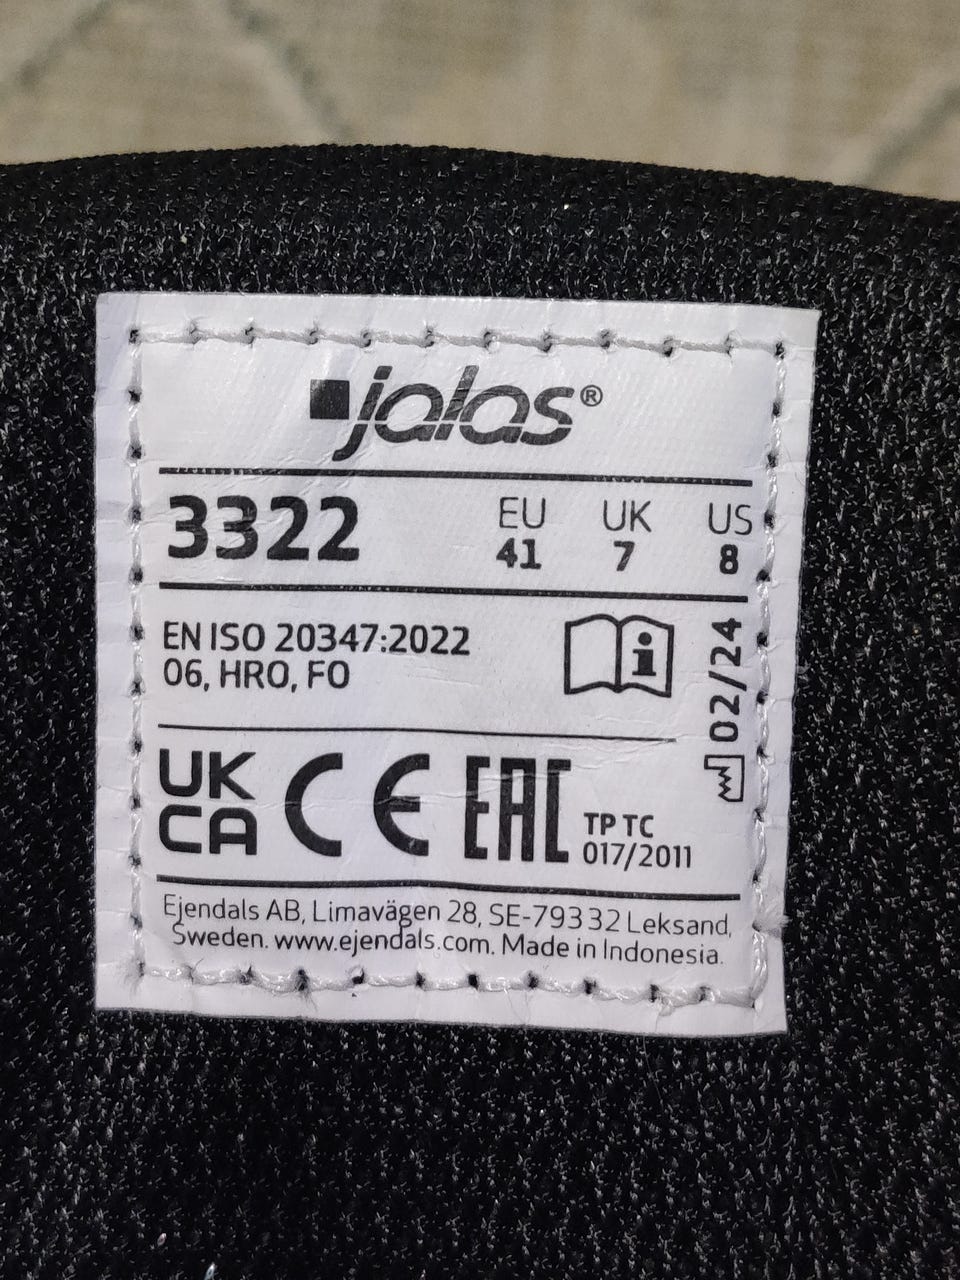 jalas®
3322 EU 41 UK 7 US 8
EN ISO 20347:2022
06, HRO, FO
i
02/24
UK
CA CE EAC TP TC
017/2011
Ejendals AB, Limavägen 28, SE-793 32 Leksand,
Sweden. www.ejendals.com. Made in Indonesia.